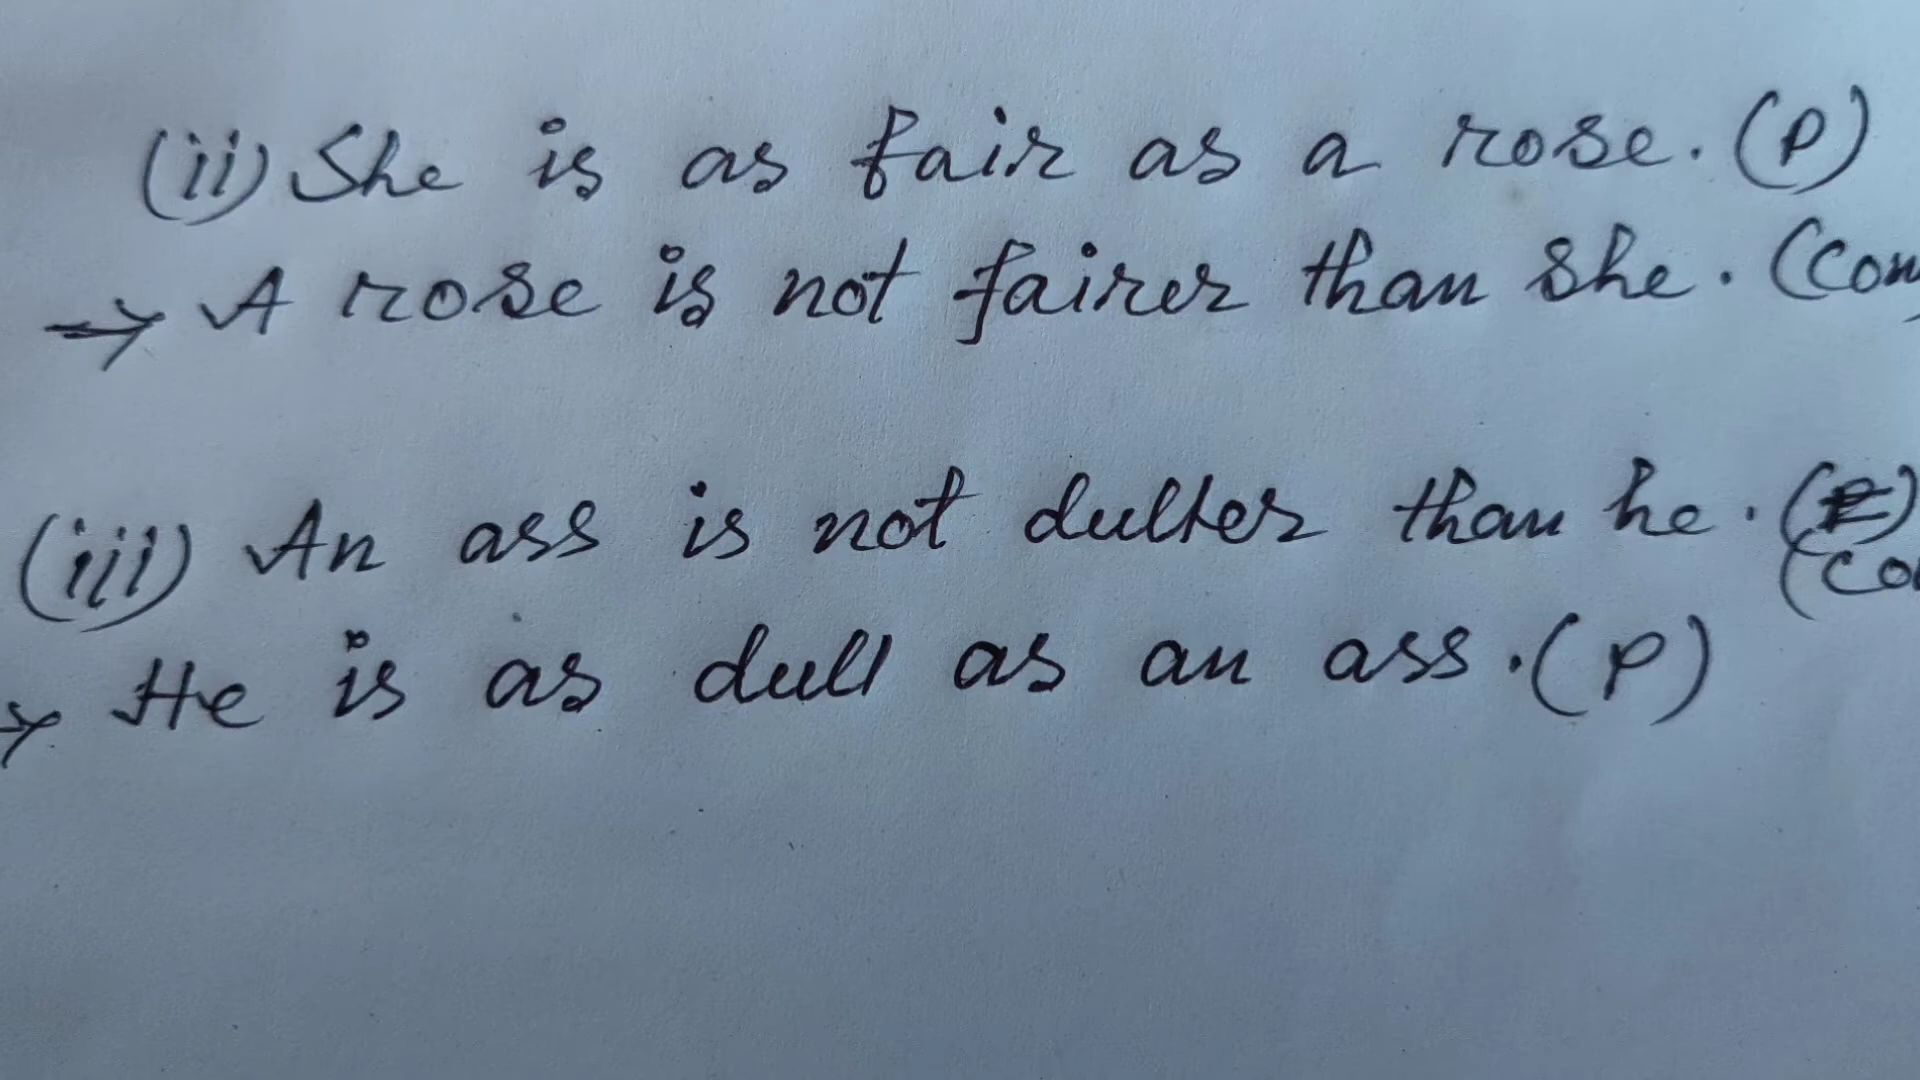 (ii) She is as fair as a rose. (P)
→ A rose is not fairer than she. (Com
(iii) An ass is not duller than he.
(Co
→ He is as dull as an ass. (P)